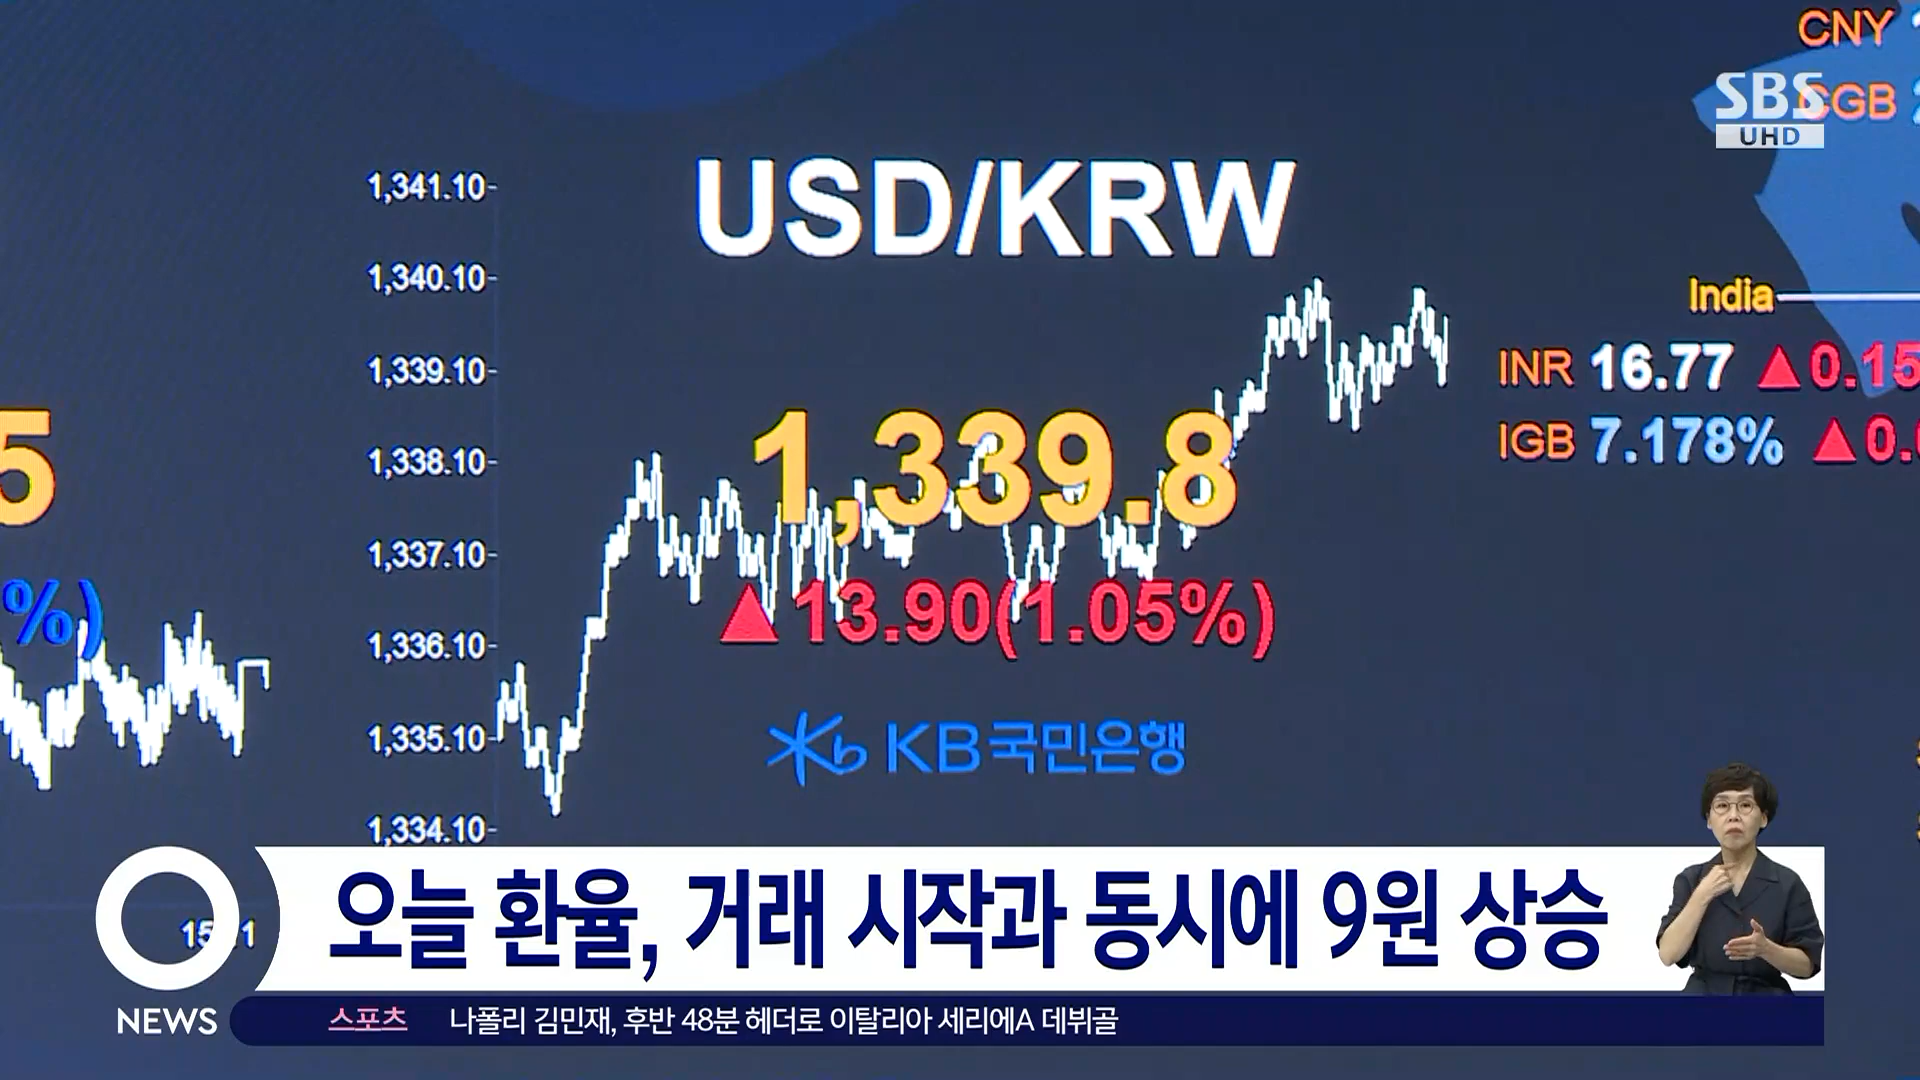 CNY
SBS
CGB
UHD
USD/KRW
1,341.10
1,340.10
1,339.10
1,338.10
1,337.10
1,336.10
1,335.10
1,334.10
1,339.8
▲13.90(1.05%)
KB국민은행
India
INR 16.77 ▲0.15
IGB 7.178% ▲0.
5
%)
오늘 환율, 거래 시작과 동시에 9원 상승
NEWS
스포츠 나폴리 김민재, 후반 48분 헤더로 이탈리아 세리에A 데뷔골